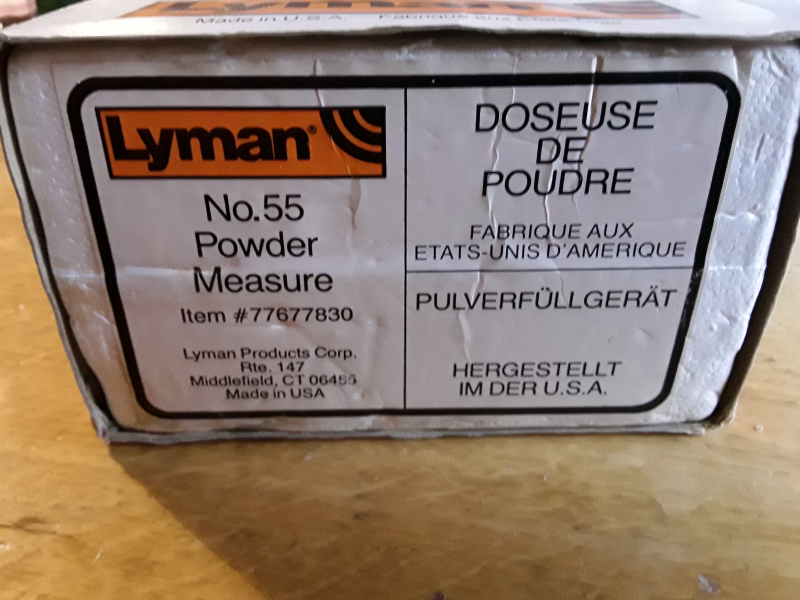 Made in U.S.A.
Lyman®
No.55
Powder
Measure
Item #77677830
Lyman Products Corp.
Rte. 147
Middlefield, CT 06455
Made in USA
DOSEUSE
DE
POUDRE
FABRIQUE AUX
ETATS-UNIS D'AMERIQUE
PULVERFÜLLGERÄT
HERGESTELLT
IM DER U.S.A.